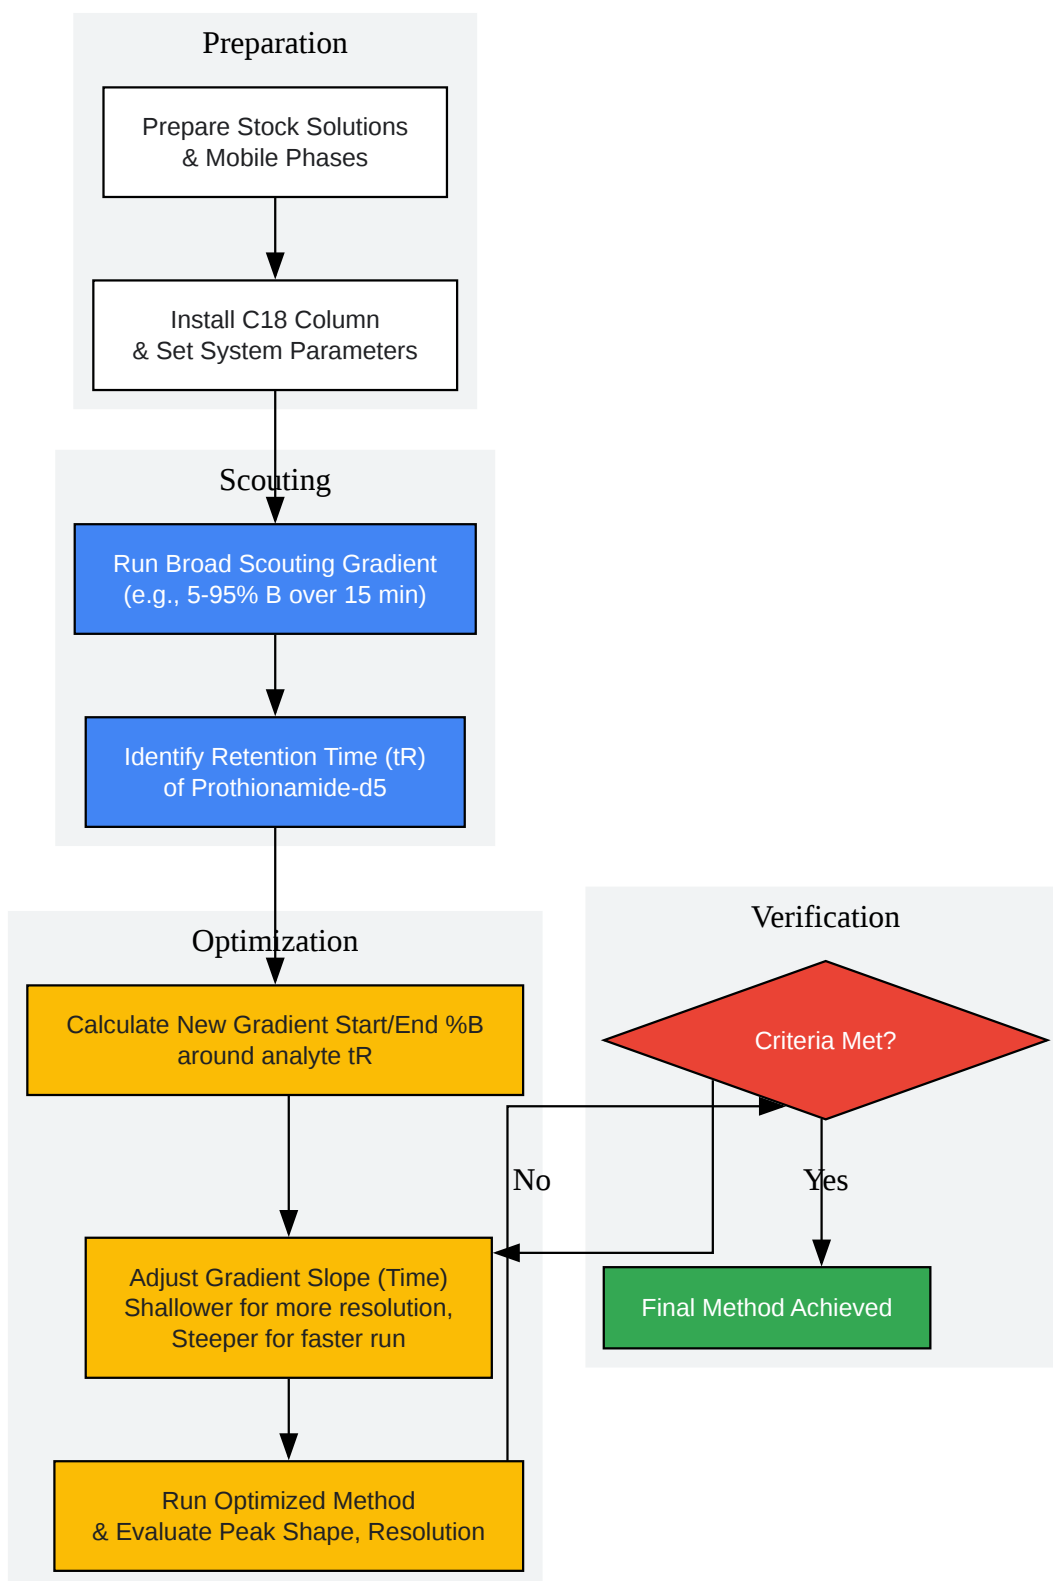 Preparation
Prepare Stock Solutions
& Mobile Phases
Install C18 Column
& Set System Parameters
Scouting
Run Broad Scouting Gradient
(e.g., 5-95% B over 15 min)
Identify Retention Time (tR)
of Prothionamide-d5
Optimization
Calculate New Gradient Start/End %B
around analyte tR
Adjust Gradient Slope (Time)
Shallower for more resolution,
Steeper for faster run
Run Optimized Method
& Evaluate Peak Shape, Resolution
Verification
Criteria Met?
No
Yes
Final Method Achieved